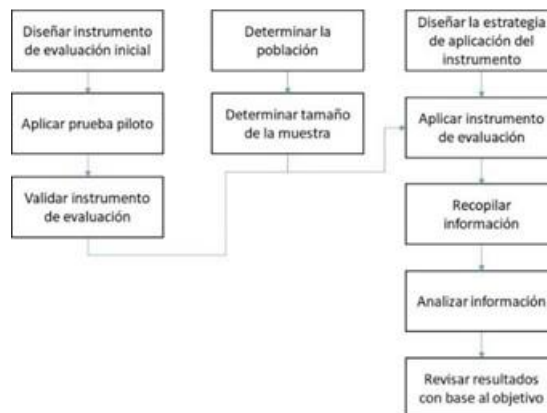 Diseñar instrumento
de evaluación inicial
Aplicar prueba piloto
Validar instrumento
de evaluación
Determinar la
población
Determinar tamaño
de la muestra
Diseñar la estrategia
de aplicación del
instrumento
Aplicar instrumento
de evaluación
Recopilar
información
Analizar información
Revisar resultados
con base al objetivo